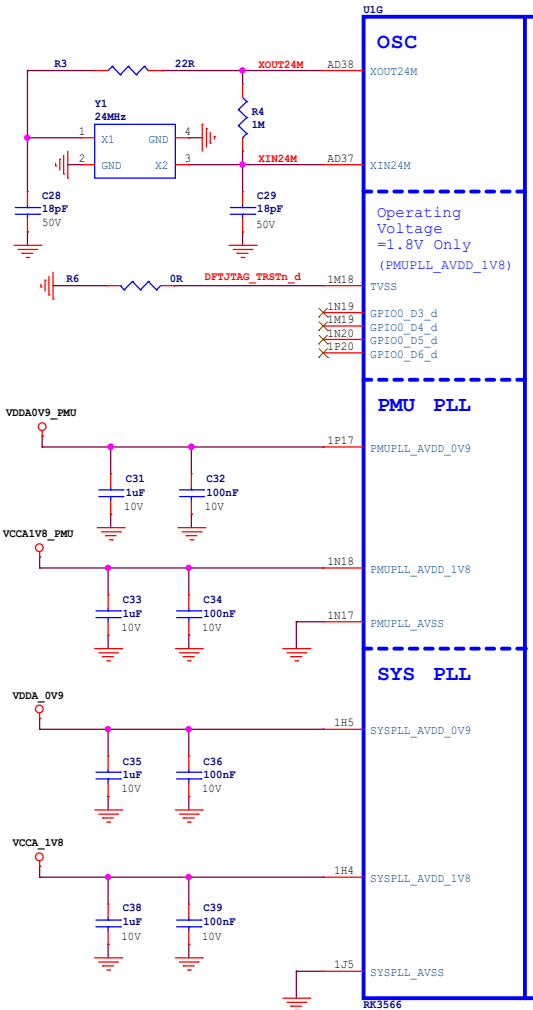 U1G
OSC
R3 22R XOUT24M AD38 XOUT24M
Y1
24MHz
R4
1M
1 X1 GND 4
2 GND X2 3 XIN24M AD37 XIN24M
C28
18pF
50V
C29
18pF
50V
Operating
Voltage
=1.8V Only
(PMUPLL_AVDD_1V8)
R6 0R DFTJTAG_TRSTn_d 1M18 TVSS
1N19 GPIO0_D3_d
1M19 GPIO0_D4_d
1N20 GPIO0_D5_d
1P20 GPIO0_D6_d
PMU PLL
VDDA0V9_PMU
1P17 PMUPLL_AVDD_0V9
C31
1uF
10V
C32
100nF
10V
VCCA1V8_PMU
1N18 PMUPLL_AVDD_1V8
C33
1uF
10V
C34
100nF
10V
1N17 PMUPLL_AVSS
SYS PLL
VDDA_0V9
1H5 SYSPLL_AVDD_0V9
C35
1uF
10V
C36
100nF
10V
VCCA_1V8
1H4 SYSPLL_AVDD_1V8
C38
1uF
10V
C39
100nF
10V
1J5 SYSPLL_AVSS
RK3566